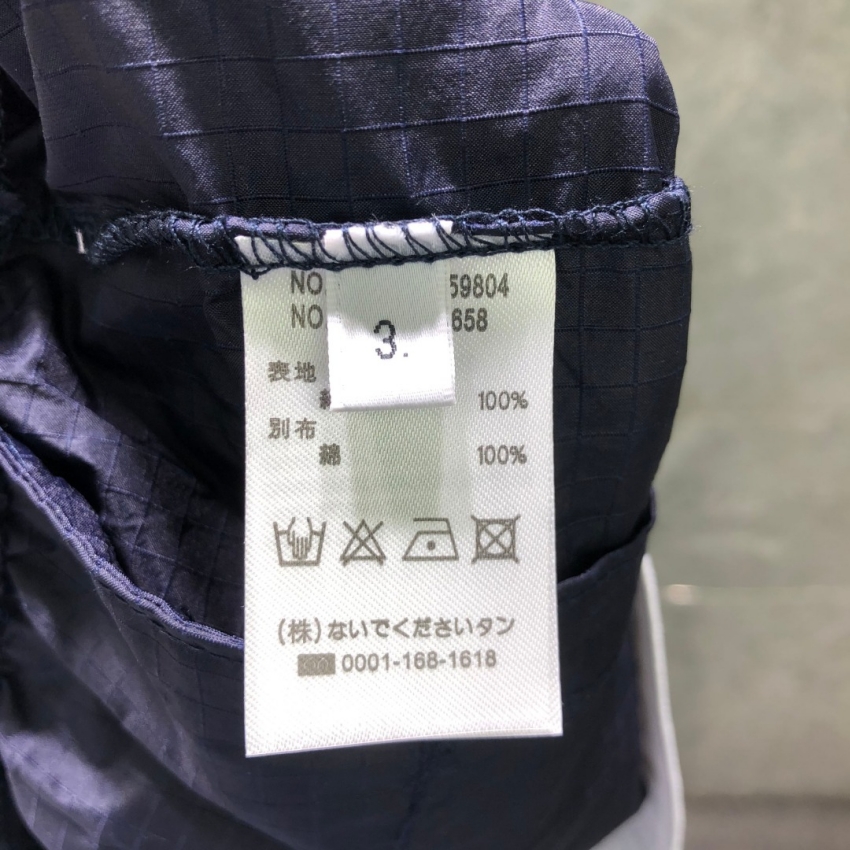 NO 59804
NO. 658
3.
表地
100%
別布
綿 100%
(株)ないでくださいタン
0001-168-1618